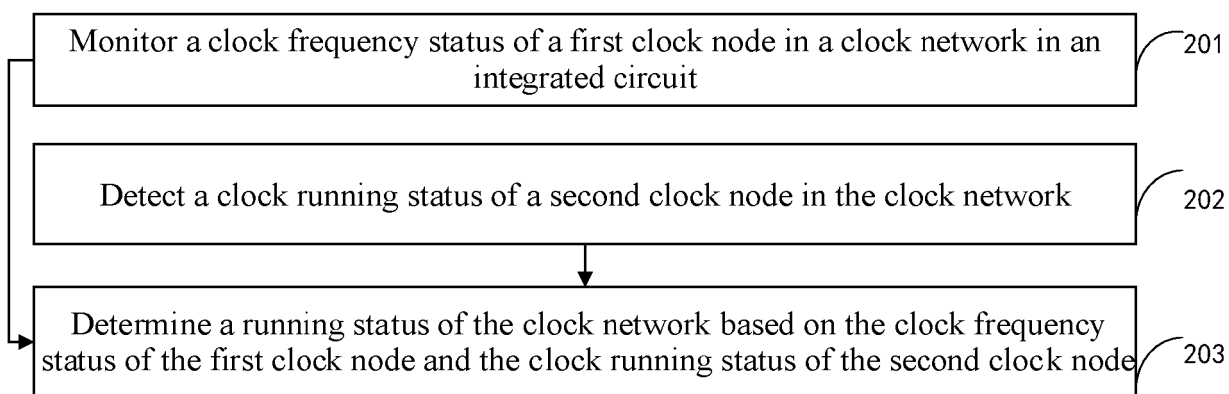 Monitor a clock frequency status of a first clock node in a clock network in an
integrated circuit
201
Detect a clock running status of a second clock node in the clock network
202
Determine a running status of the clock network based on the clock frequency
status of the first clock node and the clock running status of the second clock node
203